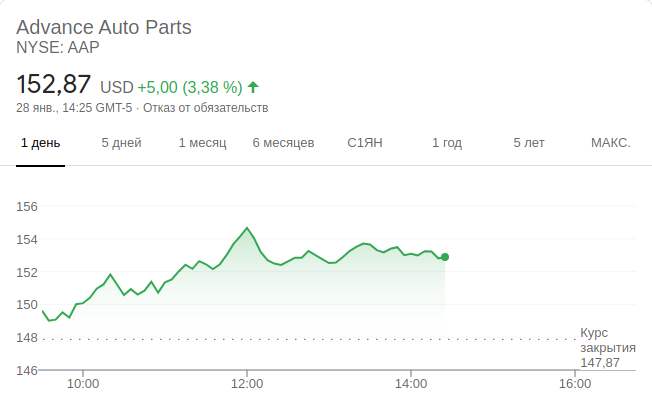 Advance Auto Parts
NYSE: AAP
152,87 USD +5,00 (3,38 %)
28 янв., 14:25 GMT-5 · Отказ от обязательств
1 день 5 дней 1 месяц 6 месяцев С1ЯН 1 год 5 лет МАКС.
156
154
152
150
148
Курс
закрытия
147,87
146
10:00 12:00 14:00 16:00